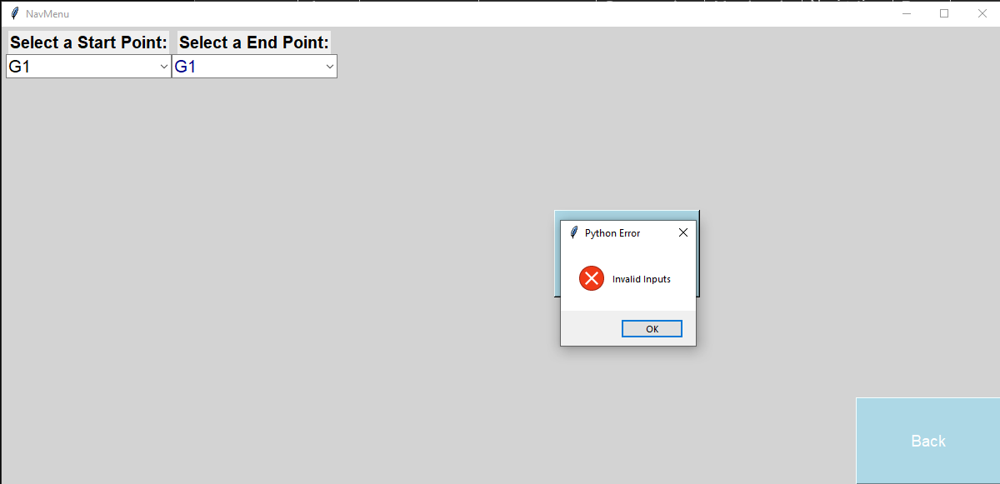 NavMenu
Select a Start Point: Select a End Point:
G1 G1
Python Error
Invalid Inputs
OK
Back